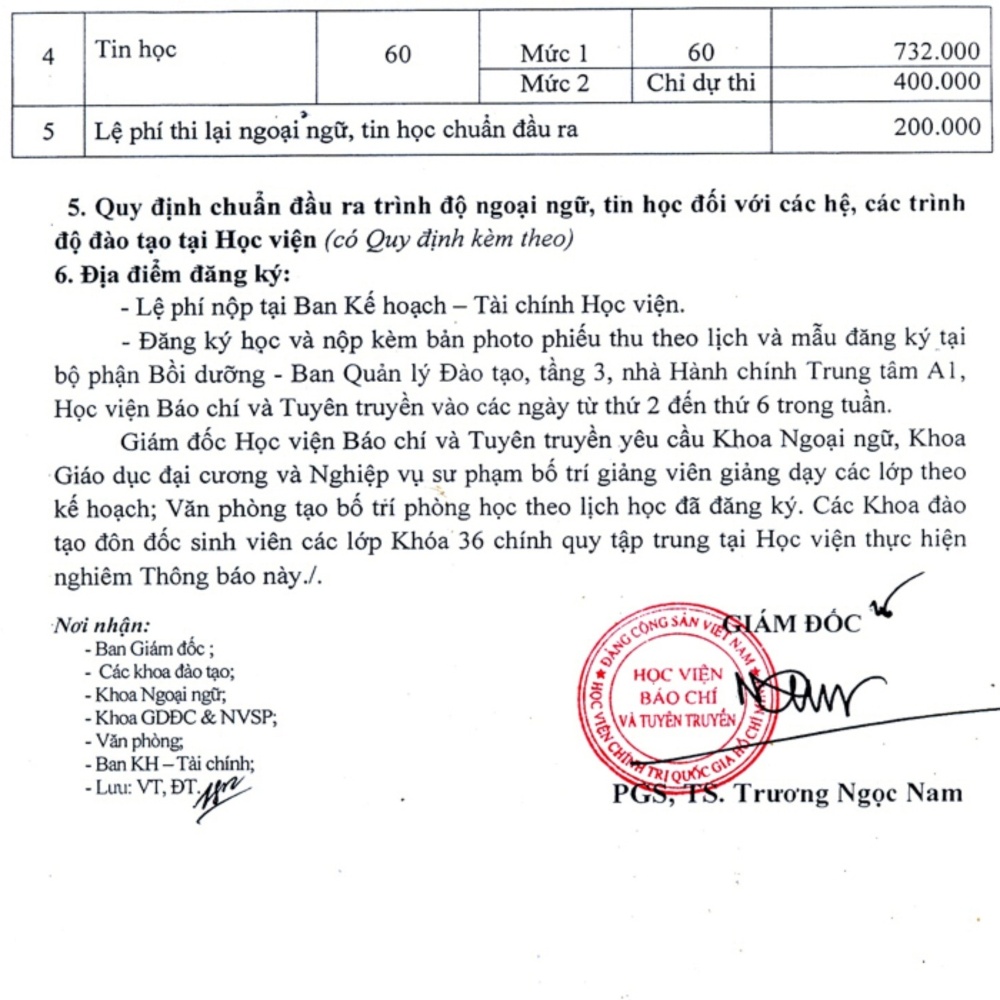 4 Tin học 60 Mức 1 60 732.000
Mức 2 Chỉ dự thi 400.000
5 Lệ phí thi lại ngoại ngữ, tin học chuẩn đầu ra 200.000
5. Quy định chuẩn đầu ra trình độ ngoại ngữ, tin học đối với các hệ, các trình
độ đào tạo tại Học viện (có Quy định kèm theo)
6. Địa điểm đăng ký:
- Lệ phí nộp tại Ban Kế hoạch – Tài chính Học viện.
- Đăng ký học và nộp kèm bản photo phiếu thu theo lịch và mẫu đăng ký tại
bộ phận Bồi dưỡng - Ban Quản lý Đào tạo, tầng 3, nhà Hành chính Trung tâm A1,
Học viện Báo chí và Tuyên truyền vào các ngày từ thứ 2 đến thứ 6 trong tuần.
Giám đốc Học viện Báo chí và Tuyên truyền yêu cầu Khoa Ngoại ngữ, Khoa
Giáo dục đại cương và Nghiệp vụ sư phạm bố trí giảng viên giảng dạy các lớp theo
kế hoạch; Văn phòng tạo bố trí phòng học theo lịch học đã đăng ký. Các Khoa đào
tạo đôn đốc sinh viên các lớp Khóa 36 chính quy tập trung tại Học viện thực hiện
nghiêm Thông báo này./.
Nơi nhận:
- Ban Giám đốc ;
- Các khoa đào tạo;
- Khoa Ngoại ngữ;
- Khoa GDĐC & NVSP;
- Văn phòng;
- Ban KH – Tài chính;
- Lưu: VT, ĐT.
GIÁM ĐỐC
ĐẢNG CỘNG SẢN VIỆT NAM
HỌC VIỆN
BÁO CHÍ
VÀ TUYÊN TRUYỀN
HỌC VIỆN CHÍNH TRỊ QUỐC GIA HỒ CHÍ MINH
PGS, TS. Trương Ngọc Nam